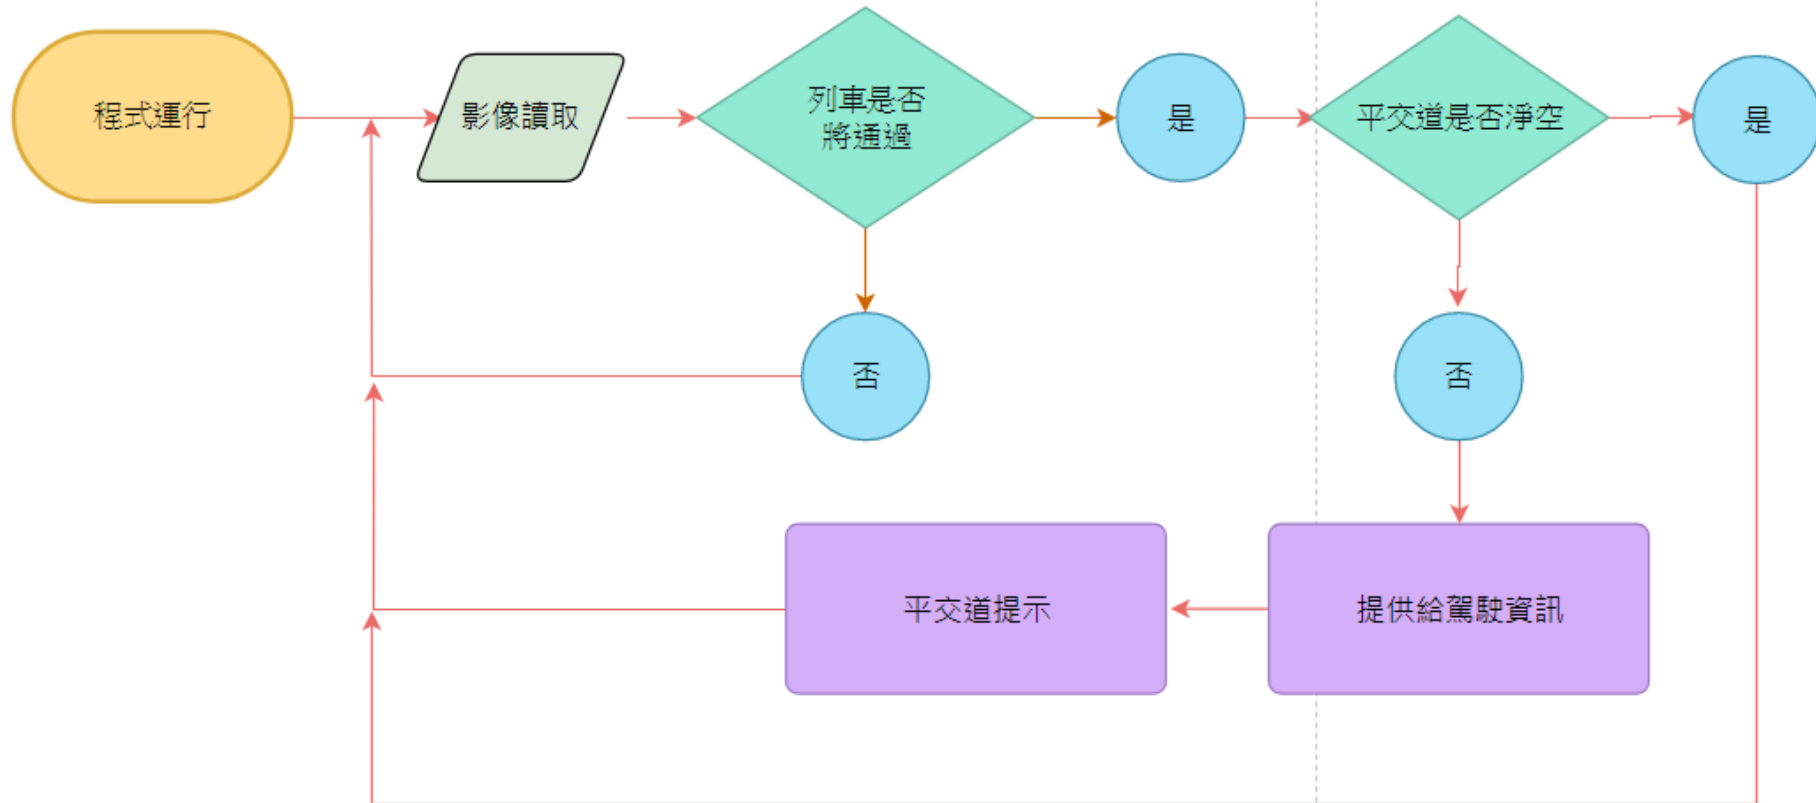 程式運行
影像讀取
列車是否
將通過
是
平交道是否淨空
是
否
否
平交道提示
提供給駕駛資訊